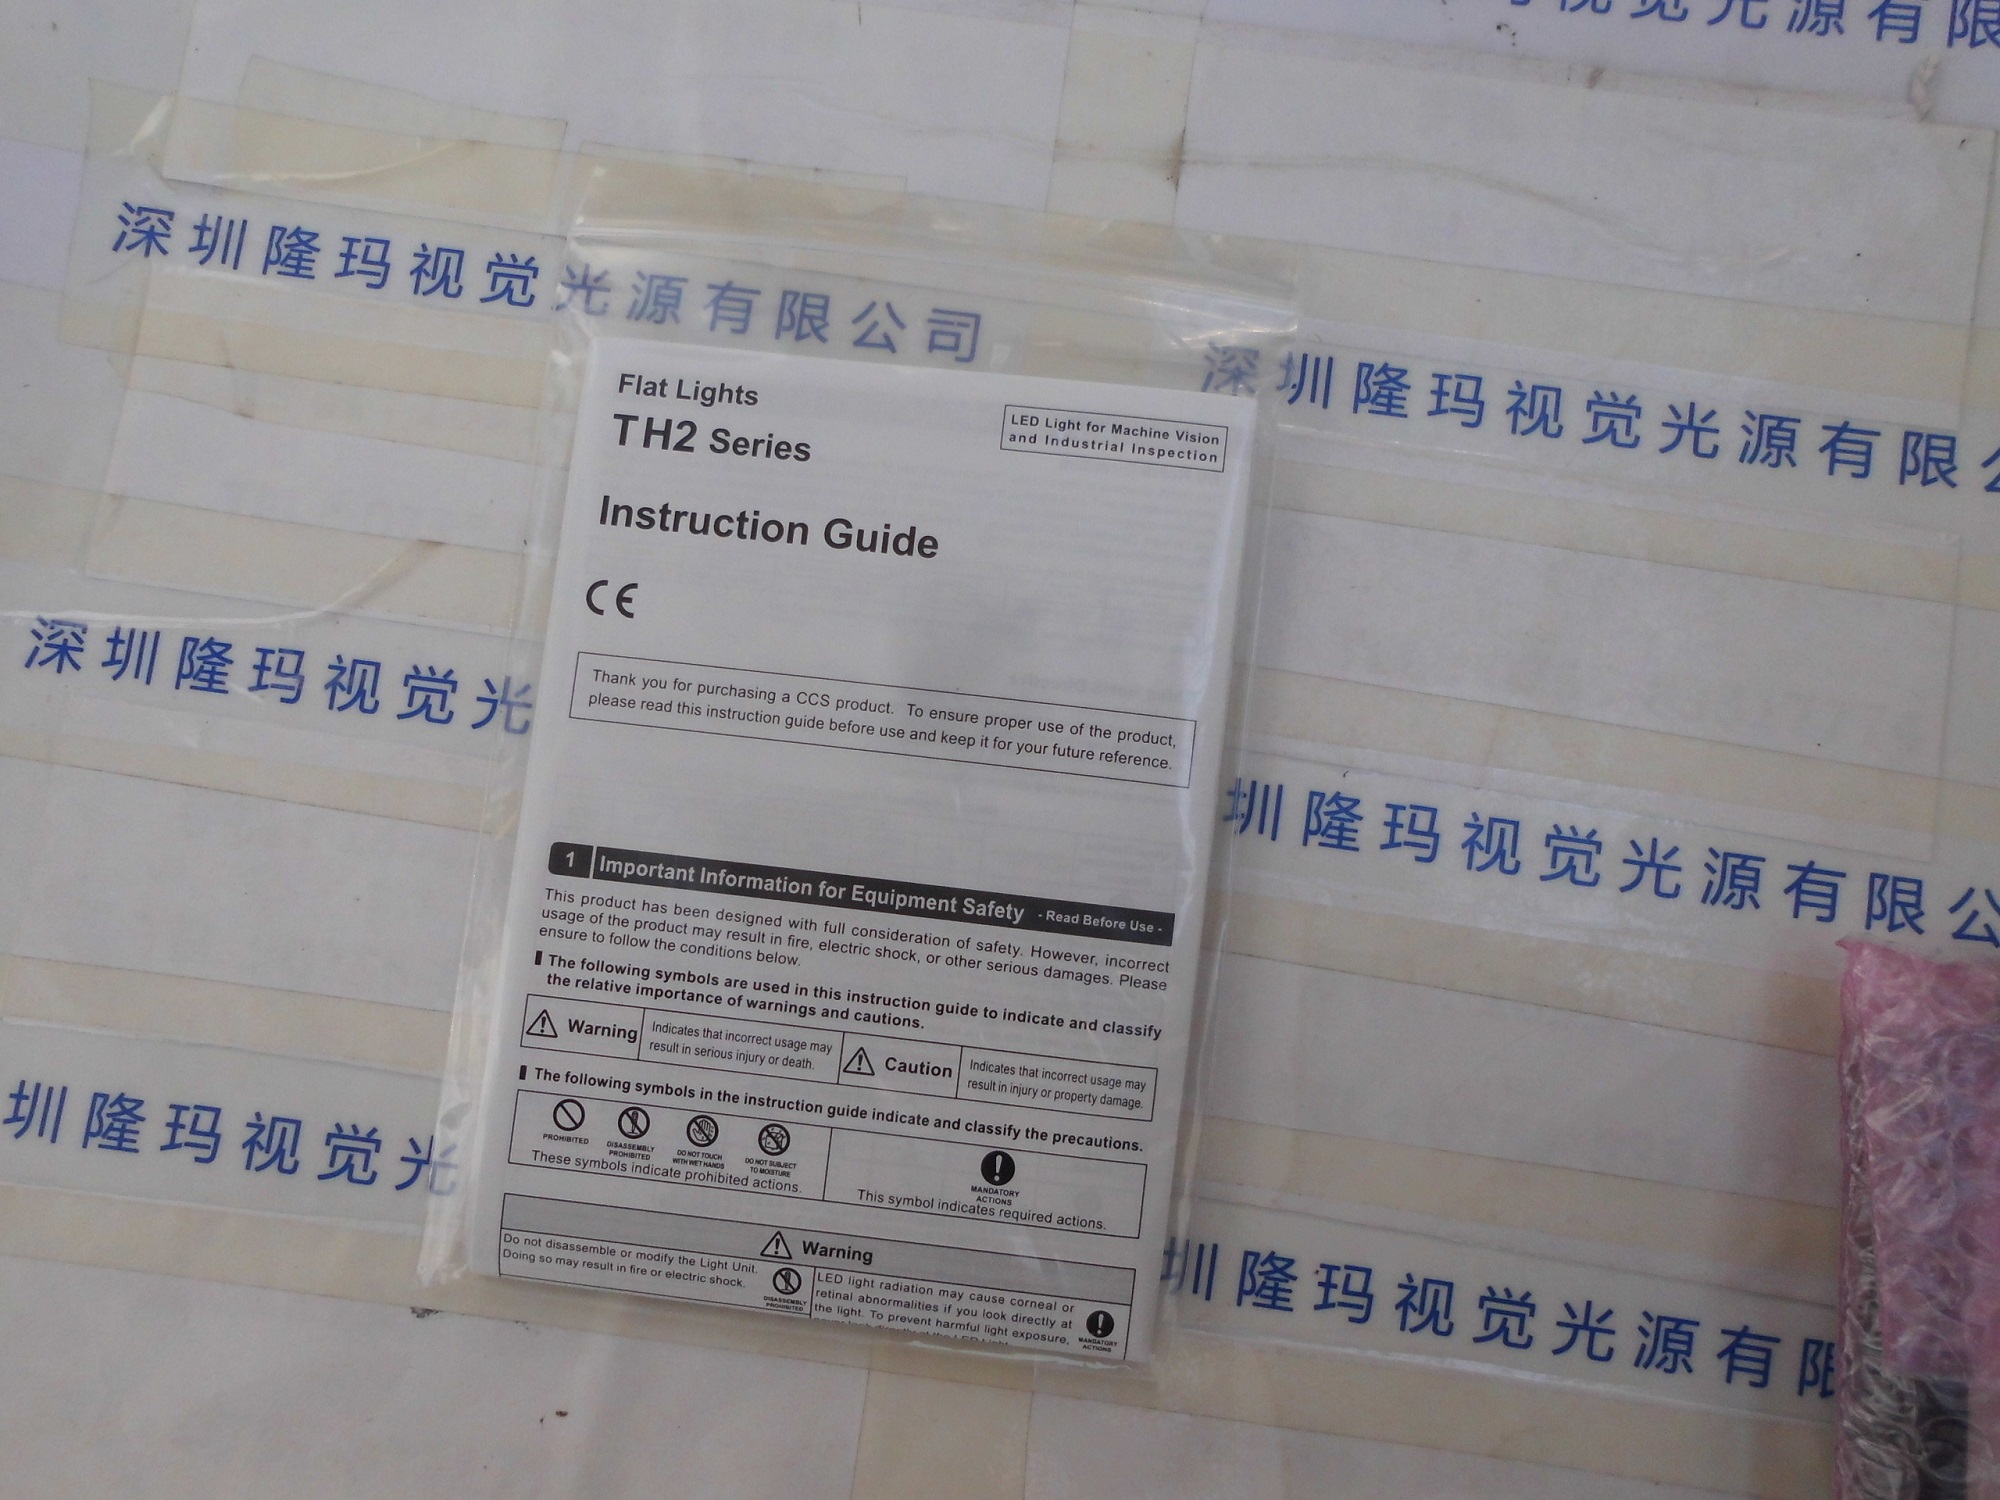 视觉光源有限
深圳隆玛视觉光源有限公司
深圳隆玛视觉光源有限公
Flat Lights
TH2 Series
LED Light for Machine Vision
and Industrial Inspection
Instruction Guide
CE
深圳隆玛视觉光
Thank you for purchasing a CCS product. To ensure proper use of the product,
please read this instruction guide before use and keep it for your future reference.
圳隆玛视觉光源有限公
1 Important Information for Equipment Safety - Read Before Use -
This product has been designed with full consideration of safety. However, incorrect
usage of the product may result in fire, electric shock, or other serious damages. Please
ensure to follow the conditions below.
The following symbols are used in this instruction guide to indicate and classify
the relative importance of warnings and cautions.
Warning
Indicates that incorrect usage may
result in serious injury or death.
Caution
Indicates that incorrect usage may
result in injury or property damage.
The following symbols in the instruction guide indicate and classify the precautions.
PROHIBITED
DISASSEMBLY
PROHIBITED
DO NOT TOUCH
WITH WET HANDS
DO NOT SUBJECT
TO MOISTURE
These symbols indicate prohibited actions.
MANDATORY
ACTIONS
This symbol indicates required actions.
圳隆玛视觉光
圳隆玛视觉光源有限
Warning
Do not disassemble or modify the Light Unit.
Doing so may result in fire or electric shock.
DISASSEMBLY
PROHIBITED
LED light radiation may cause corneal or
retinal abnormalities if you look directly at
the light. To prevent harmful light exposure,
MANDATORY
ACTIONS